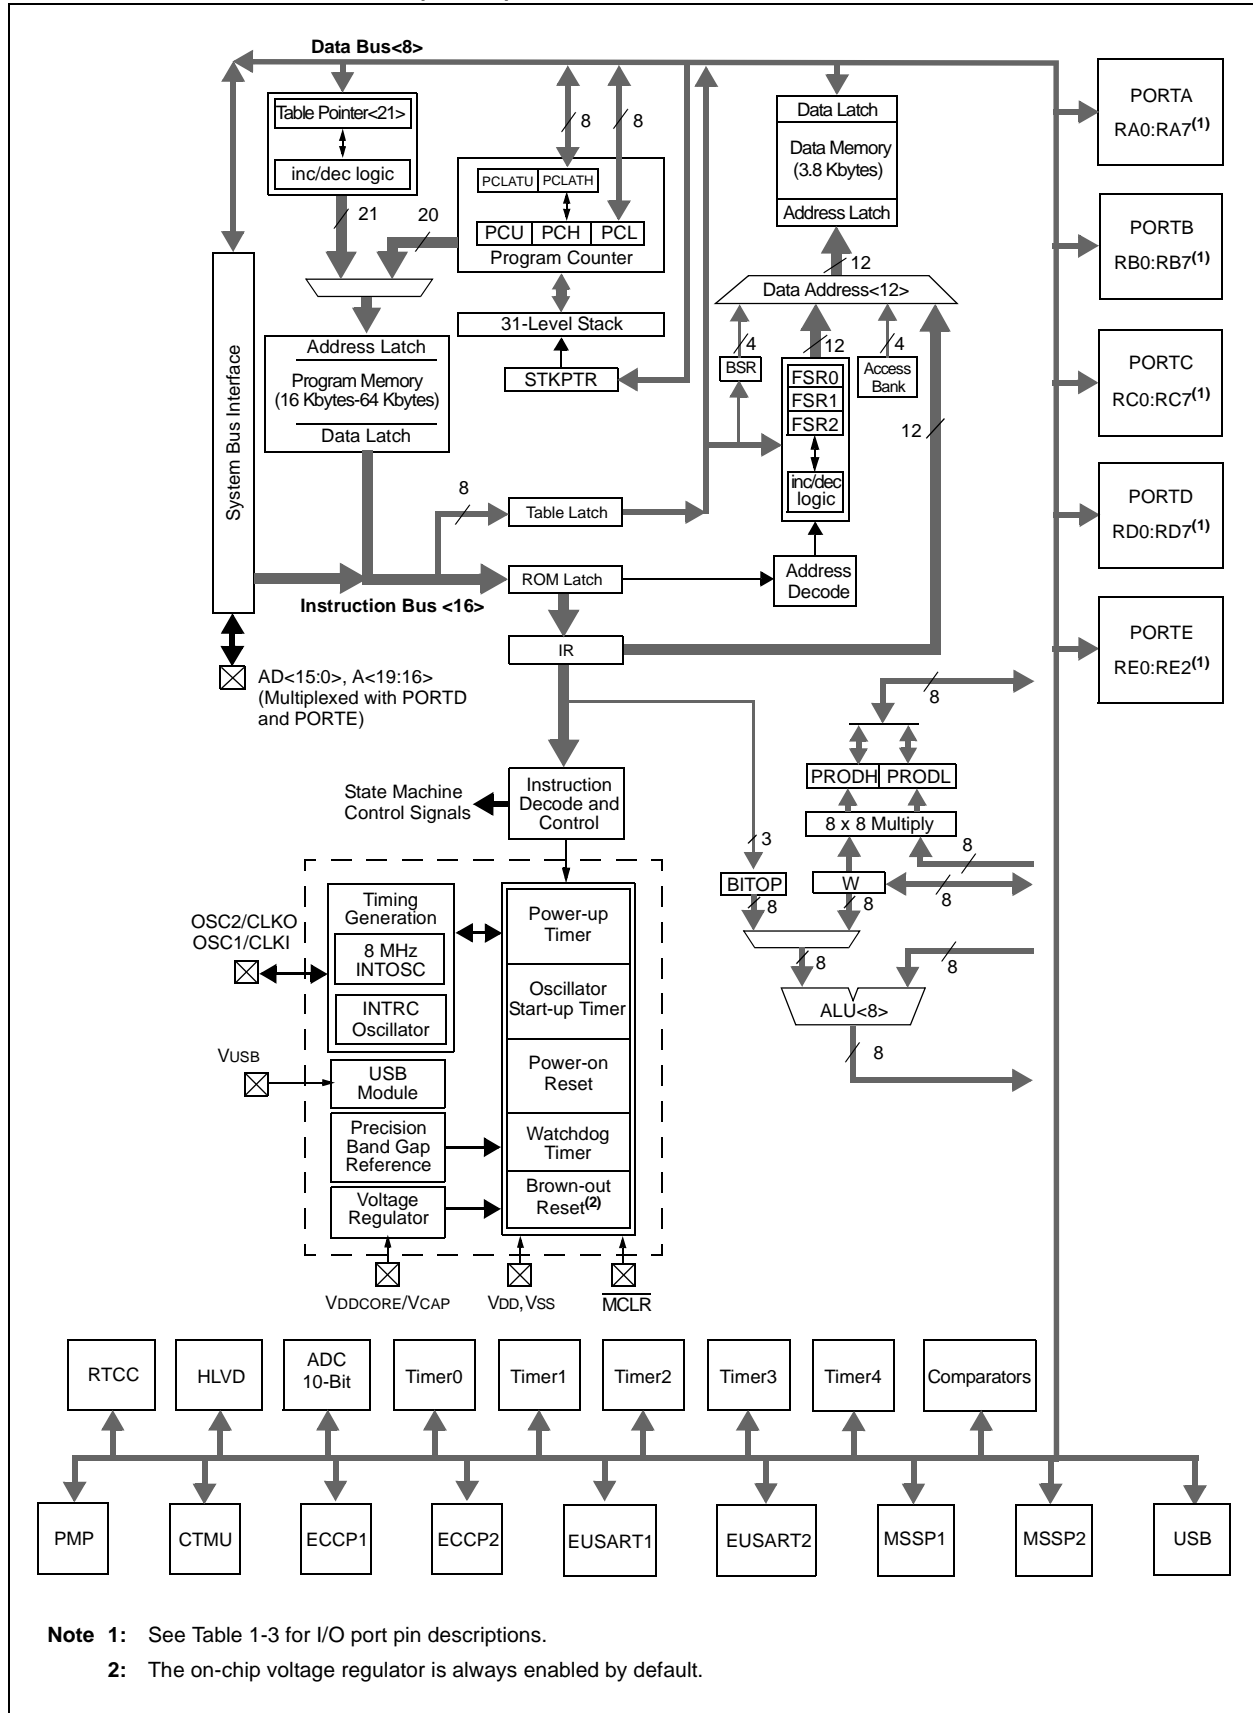 Data Bus<8>
Table Pointer<21>
inc/dec logic
21
20
8
8
PCLATU PCLATH
PCU PCH PCL
Program Counter
31-Level Stack
STKPTR
Data Latch
Data Memory
(3.8 Kbytes)
Address Latch
12
Data Address<12>
4
12
4
BSR
FSR0
FSR1
FSR2
Access
Bank
inc/dec
logic
12
PORTA
RA0:RA7(1)
PORTB
RB0:RB7(1)
PORTC
RC0:RC7(1)
PORTD
RD0:RD7(1)
PORTE
RE0:RE2(1)
System Bus Interface
Address Latch
Program Memory
(16 Kbytes-64 Kbytes)
Data Latch
8
Table Latch
ROM Latch
Instruction Bus <16>
Address
Decode
IR
AD<15:0>, A<19:16>
(Multiplexed with PORTD
and PORTE)
8
PRODH PRODL
8 x 8 Multiply
State Machine
Control Signals
Instruction
Decode and
Control
3
8
BITOP
W
8
8
8
8
8
ALU<8>
8
OSC2/CLKO
OSC1/CLKI
Timing
Generation
8 MHz
INTOSC
INTRC
Oscillator
VUSB
USB
Module
Precision
Band Gap
Reference
Voltage
Regulator
Power-up
Timer
Oscillator
Start-up Timer
Power-on
Reset
Watchdog
Timer
Brown-out
Reset(2)
VDDCORE/VCAP
VDD, VSS
MCLR
RTCC
HLVD
ADC
10-Bit
Timer0
Timer1
Timer2
Timer3
Timer4
Comparators
PMP
CTMU
ECCP1
ECCP2
EUSART1
EUSART2
MSSP1
MSSP2
USB
Note 1: See Table 1-3 for I/O port pin descriptions.
2: The on-chip voltage regulator is always enabled by default.